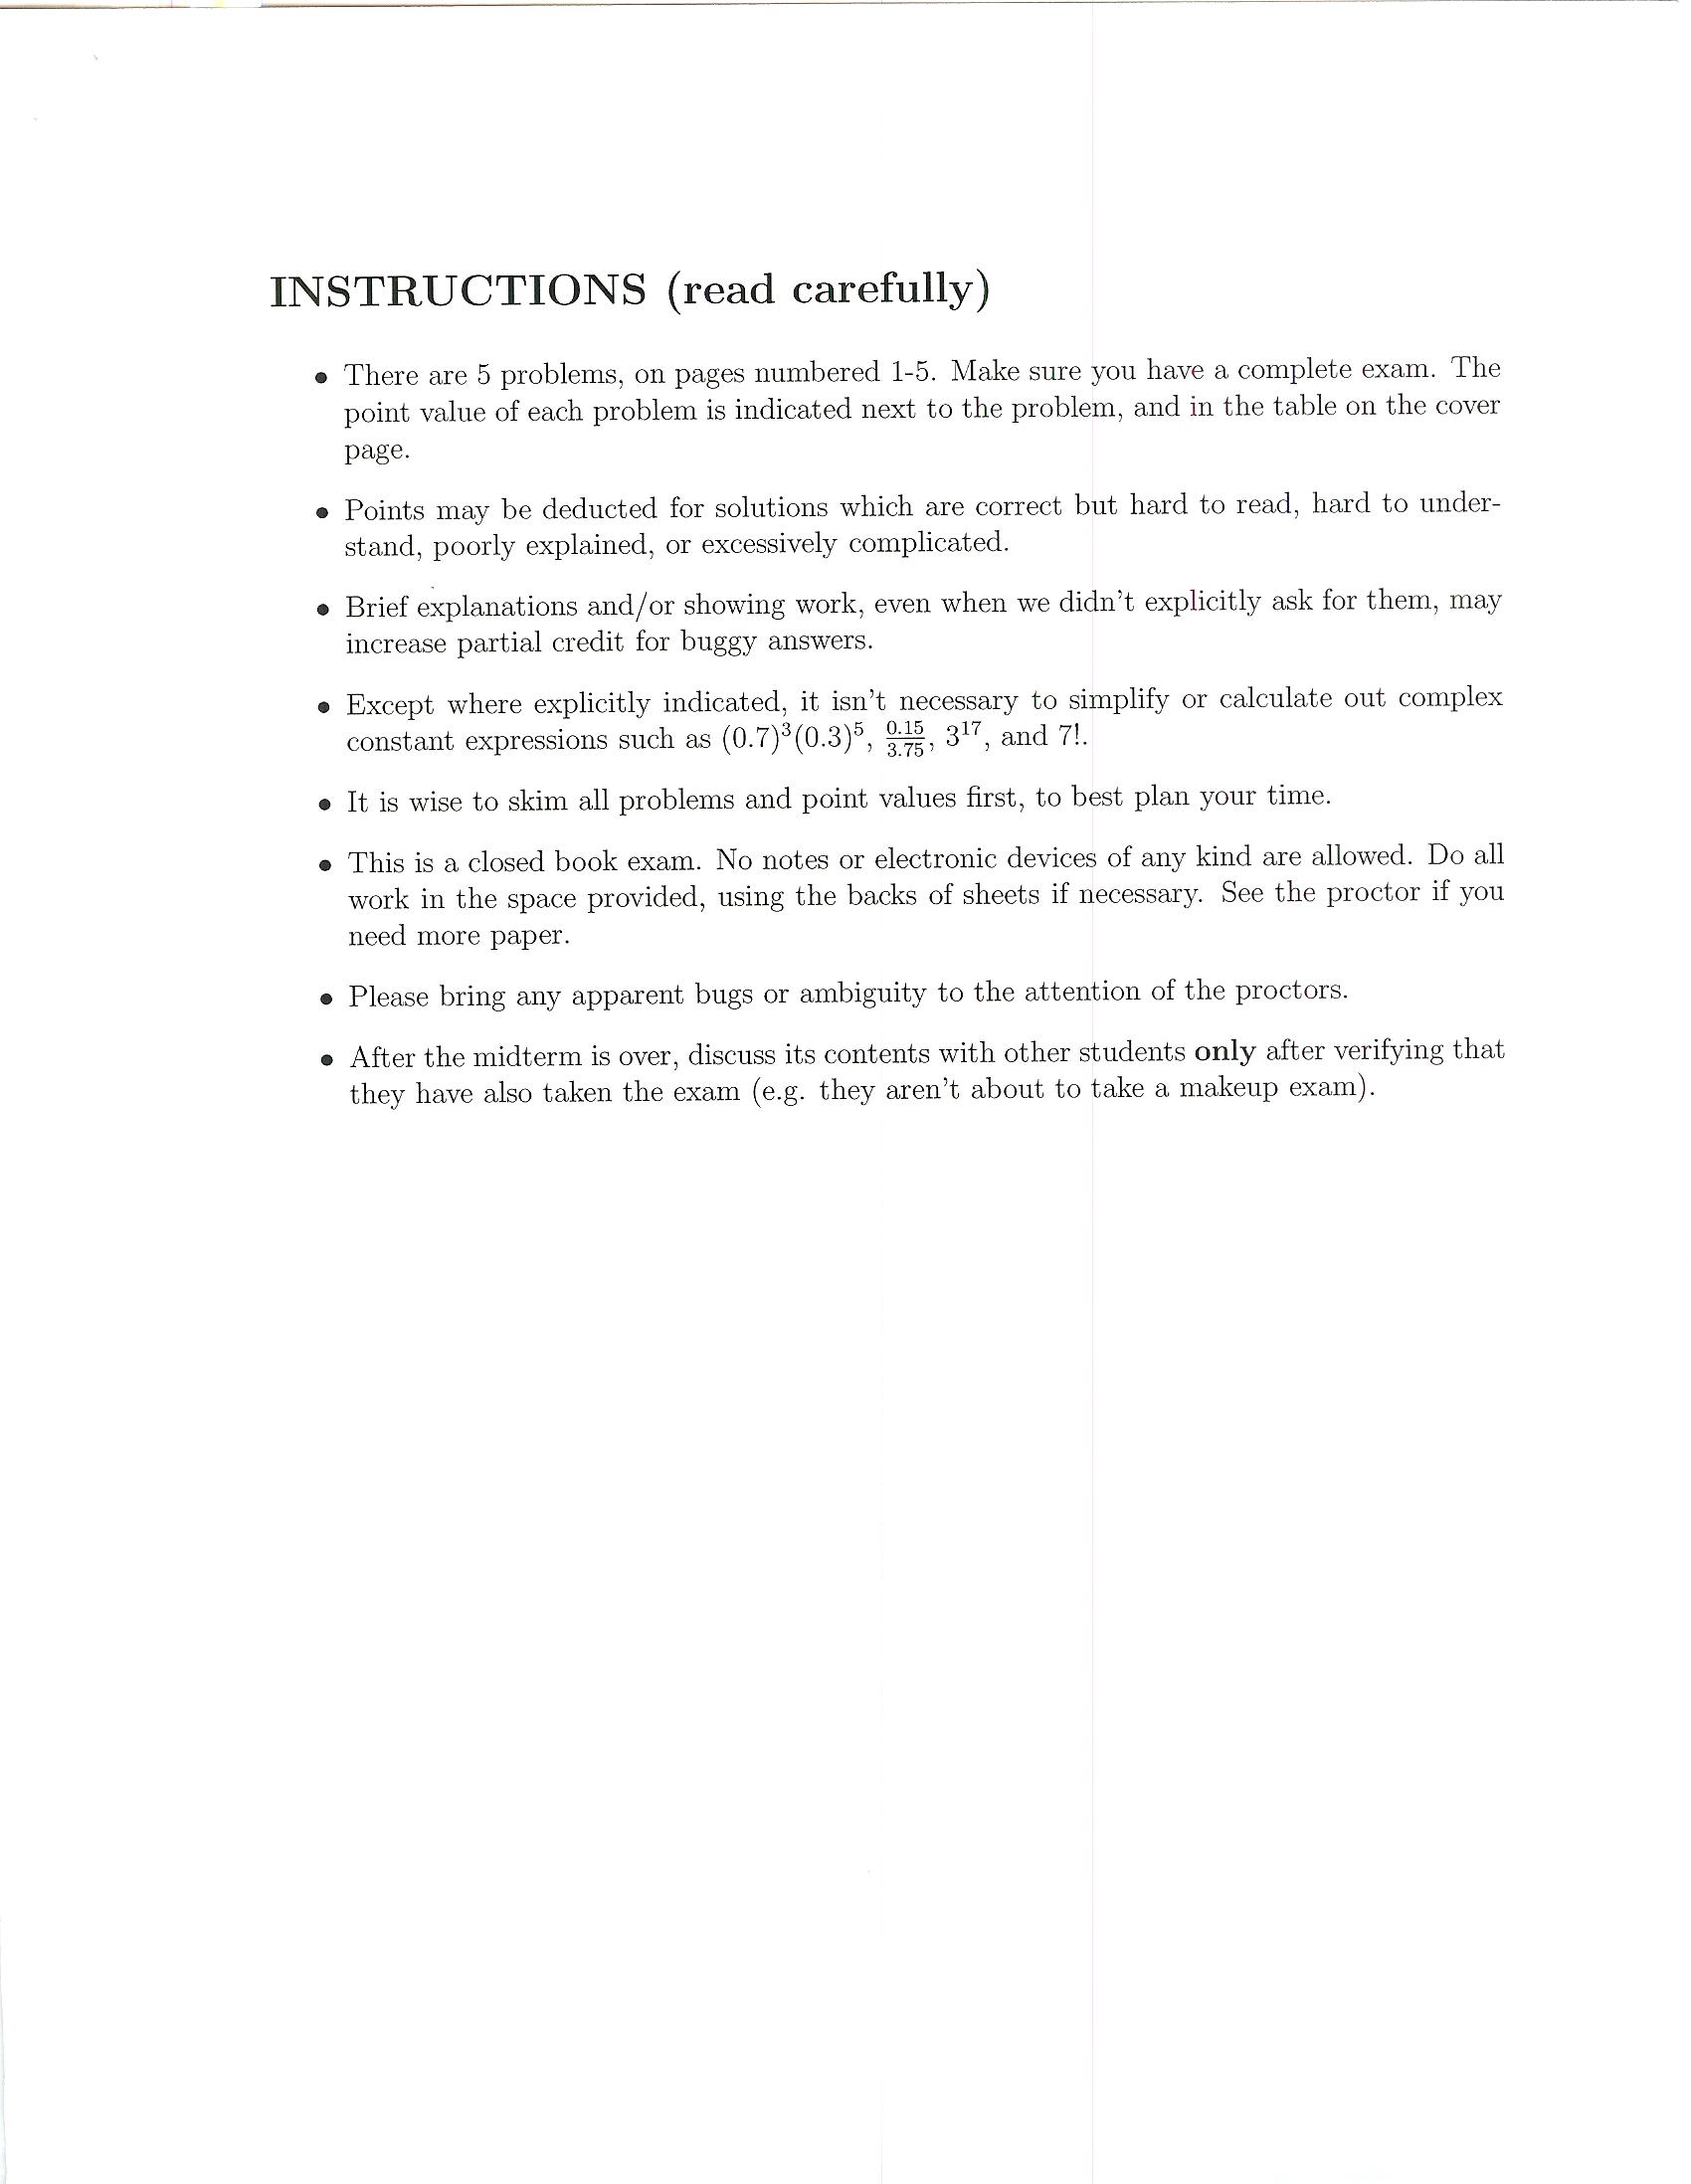 INSTRUCTIONS (read carefully)
• There are 5 problems, on pages numbered 1-5. Make sure you have a complete exam. The
point value of each problem is indicated next to the problem, and in the table on the cover
page.
• Points may be deducted for solutions which are correct but hard to read, hard to under-
stand, poorly explained, or excessively complicated.
• Brief explanations and/or showing work, even when we didn't explicitly ask for them, may
increase partial credit for buggy answers.
• Except where explicitly indicated, it isn't necessary to simplify or calculate out complex
constant expressions such as (0.7)³(0.3)⁵, 0.15/3.75, 3¹⁷, and 7!.
• It is wise to skim all problems and point values first, to best plan your time.
• This is a closed book exam. No notes or electronic devices of any kind are allowed. Do all
work in the space provided, using the backs of sheets if necessary. See the proctor if you
need more paper.
• Please bring any apparent bugs or ambiguity to the attention of the proctors.
• After the midterm is over, discuss its contents with other students only after verifying that
they have also taken the exam (e.g. they aren't about to take a makeup exam).